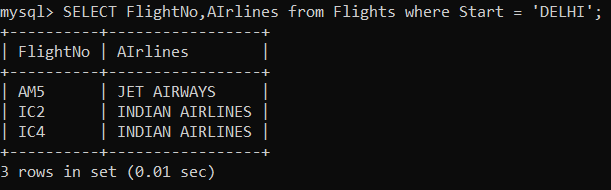 mysql> SELECT FlightNo,AIrlines from Flights where Start = 'DELHI';
+----------+-----------------+
| FlightNo | AIrlines        |
+----------+-----------------+
| AM5      | JET AIRWAYS     |
| IC2      | INDIAN AIRLINES |
| IC4      | INDIAN AIRLINES |
+----------+-----------------+
3 rows in set (0.01 sec)